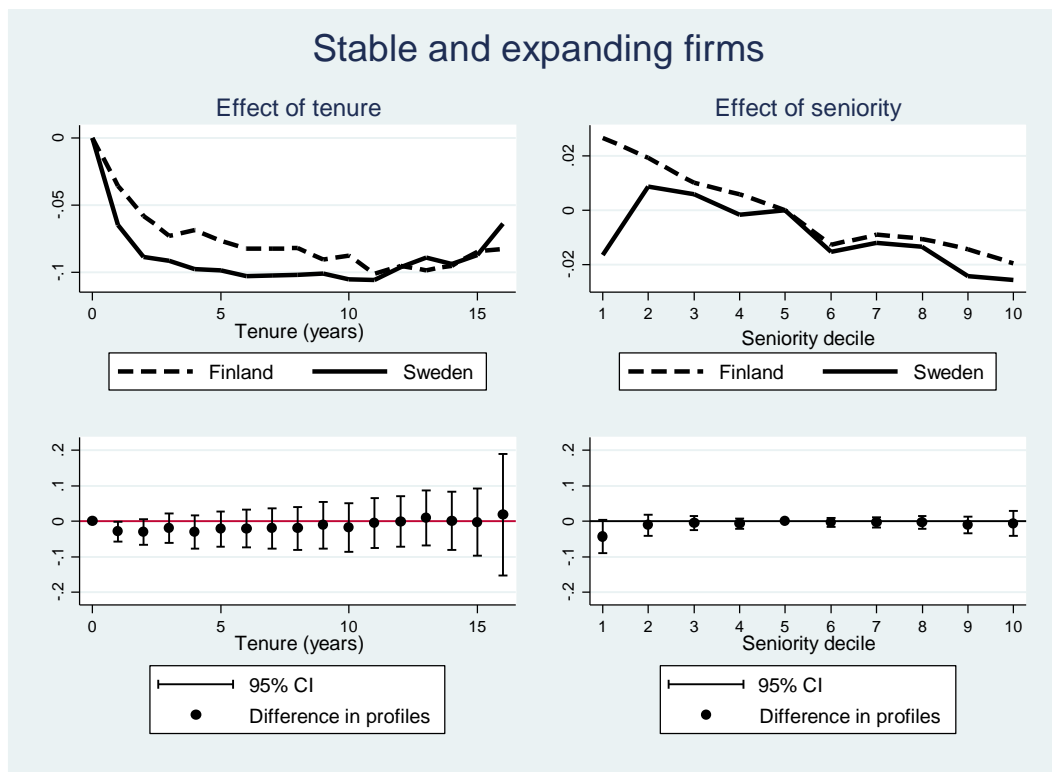 Stable and expanding firms
Effect of tenure
0
-.05
-.1
0 5 10 15
Tenure (years)
Finland Sweden
Effect of seniority
.02
0
-.02
1 2 3 4 5 6 7 8 9 10
Seniority decile
Finland Sweden
.2
.1
0
-.1
-.2
0 5 10 15
Tenure (years)
95% CI
Difference in profiles
.2
.1
0
-.1
-.2
1 2 3 4 5 6 7 8 9 10
Seniority decile
95% CI
Difference in profiles